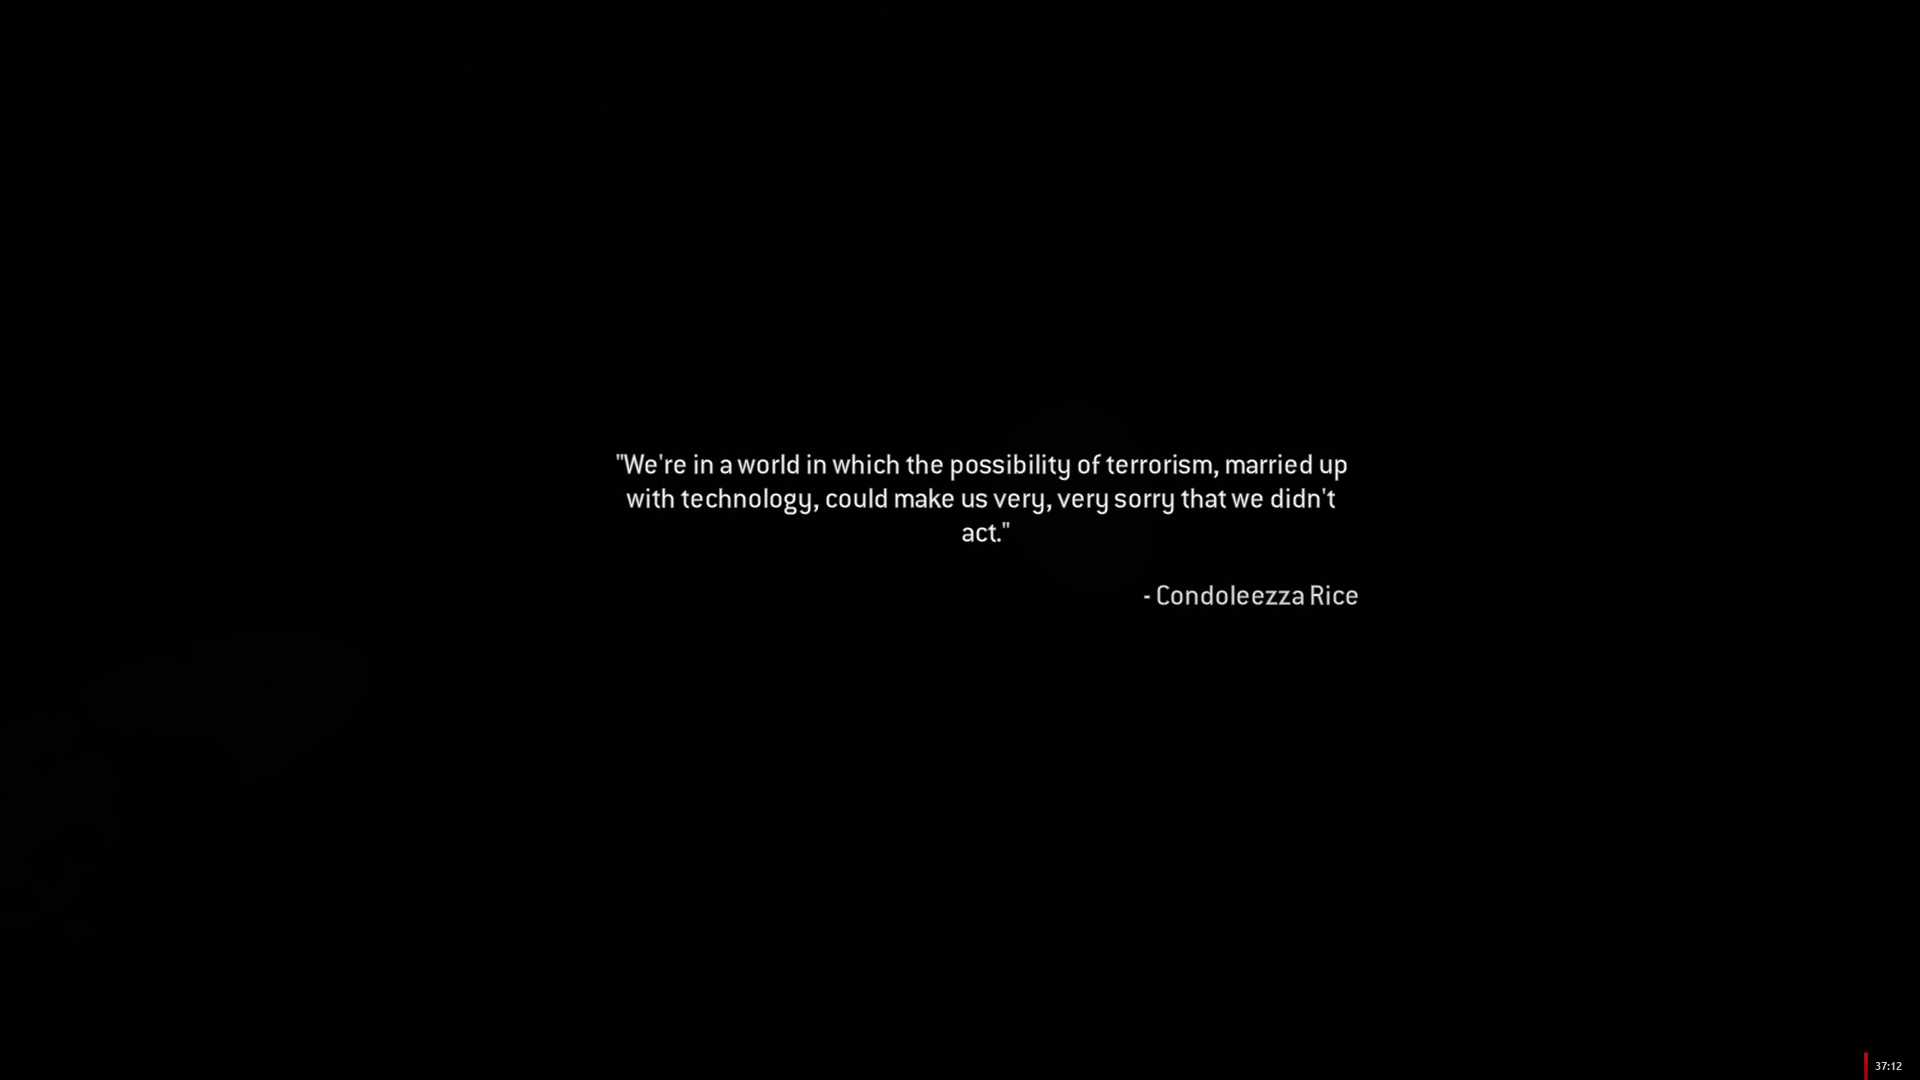 "We're in a world in which the possibility of terrorism, married up
with technology, could make us very, very sorry that we didn't
act."
- Condoleezza Rice
37:12